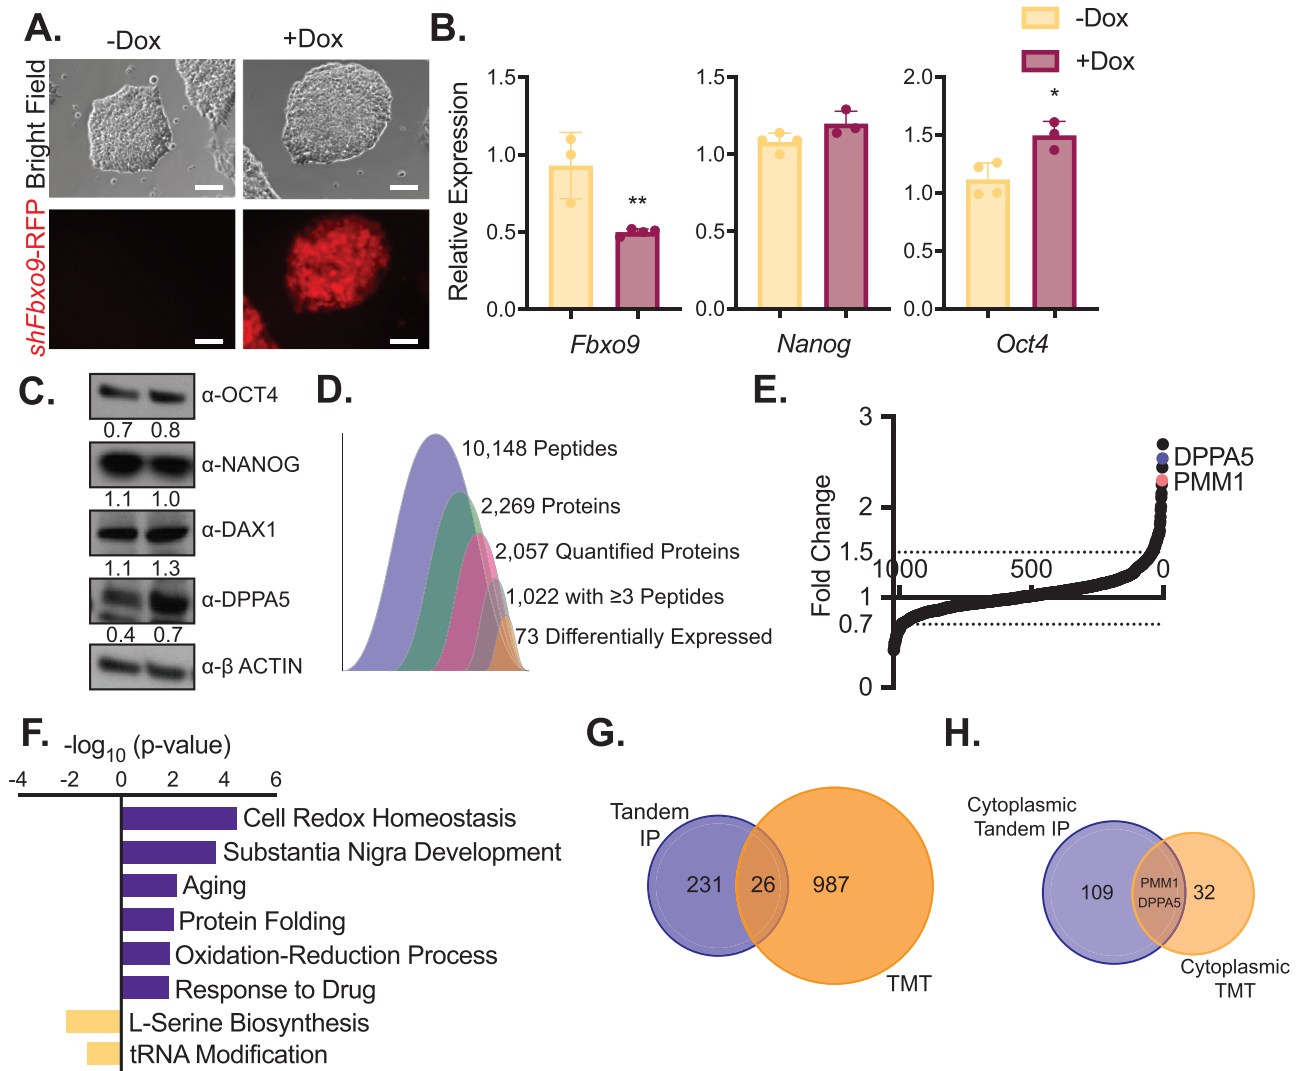 A.
-Dox
+Dox
Bright Field
shFbxo9-RFP
B.
-Dox
+Dox
Relative Expression
1.5
1.0
0.5
0.0
**
Fbxo9
1.5
1.0
0.5
0.0
Nanog
2.0
1.5
1.0
0.5
0.0
*
Oct4
C.
α-OCT4
0.7 0.8
α-NANOG
1.1 1.0
α-DAX1
1.1 1.3
α-DPPA5
0.4 0.7
α-β ACTIN
D.
10,148 Peptides
2,269 Proteins
2,057 Quantified Proteins
1,022 with ≥3 Peptides
73 Differentially Expressed
E.
Fold Change
3
2
1.5
1
0.7
0
1000 500 0
DPPA5
PMM1
F.
-log10 (p-value)
-4 -2 0 2 4 6
Cell Redox Homeostasis
Substantia Nigra Development
Aging
Protein Folding
Oxidation-Reduction Process
Response to Drug
L-Serine Biosynthesis
tRNA Modification
G.
Tandem
IP
231 26 987
TMT
H.
Cytoplasmic
Tandem IP
109
PMM1
DPPA5
32
Cytoplasmic
TMT